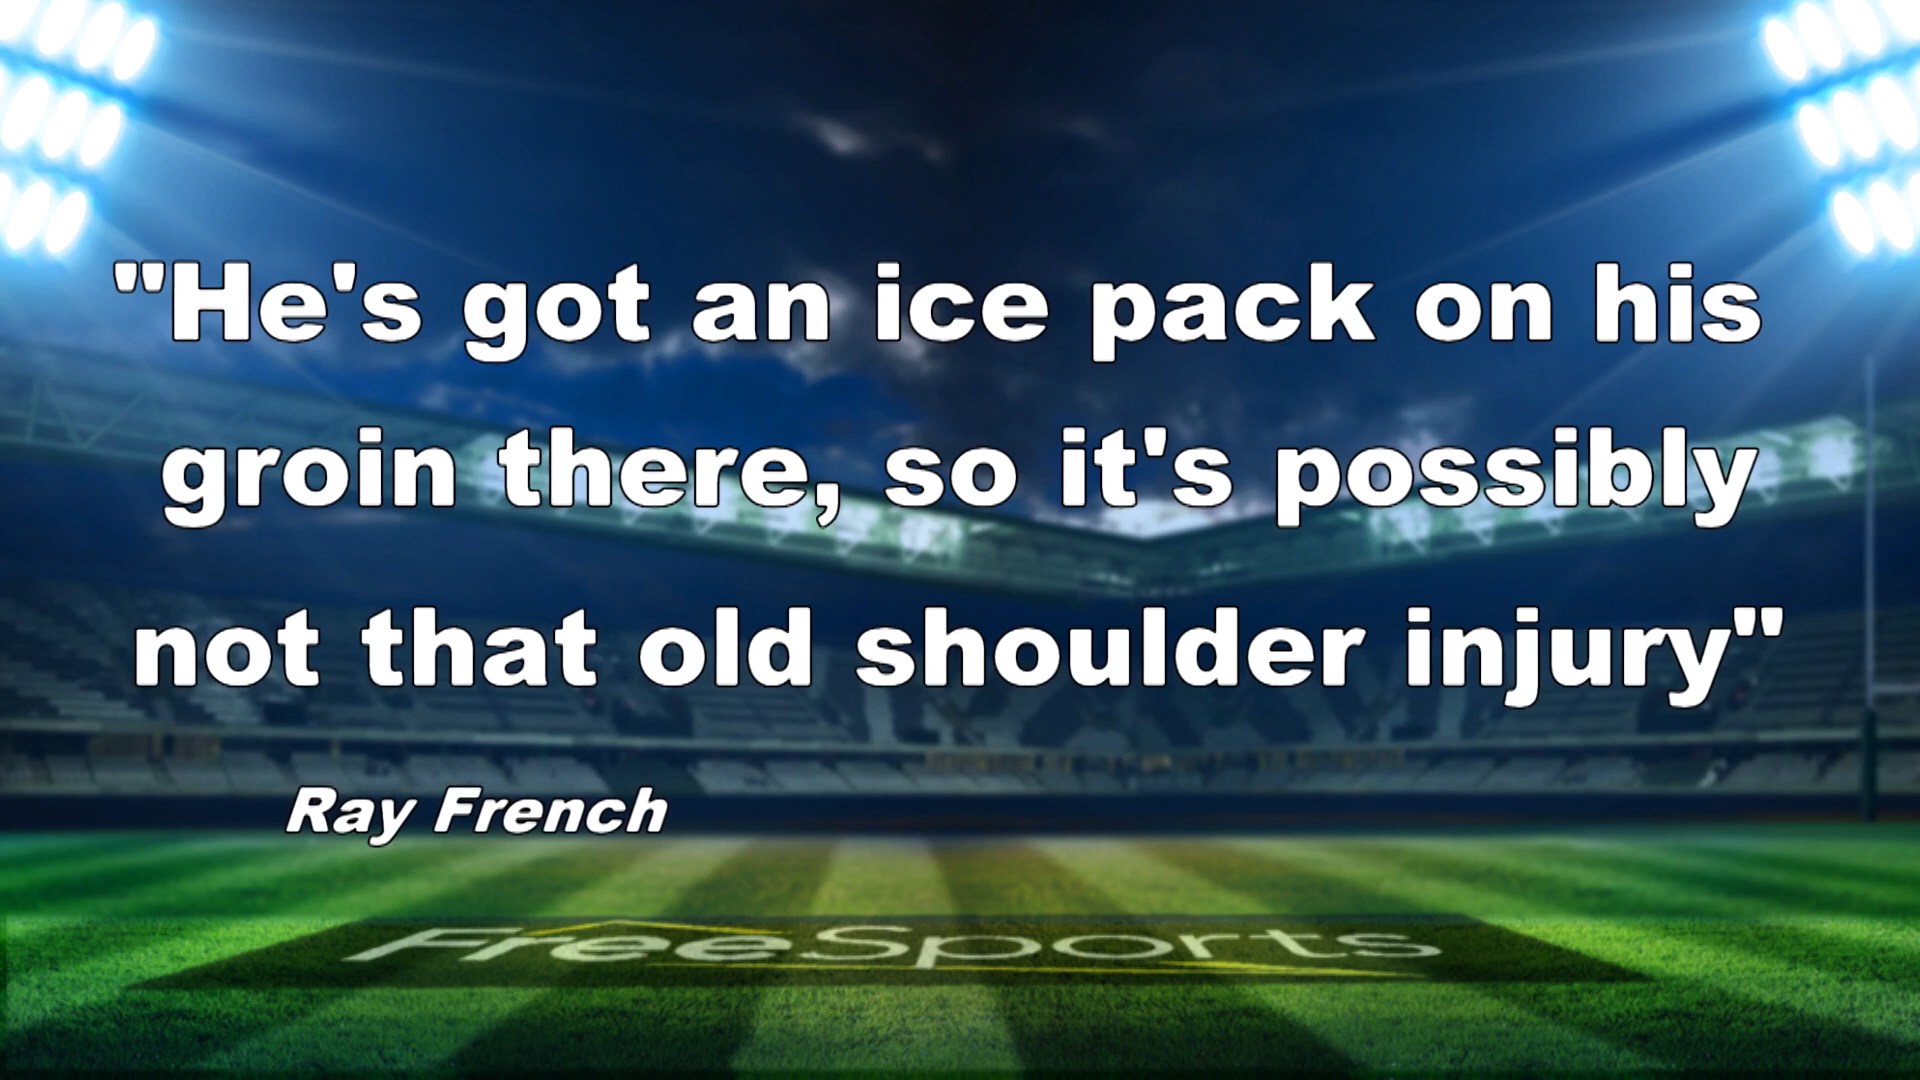 "He's got an ice pack on his
groin there, so it's possibly
not that old shoulder injury"
Ray French
FreeSports